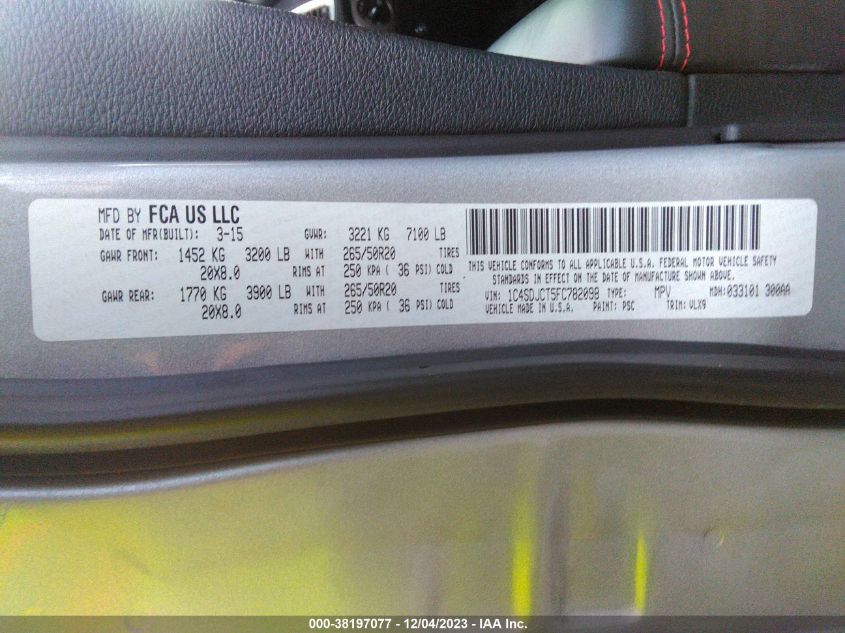 MFD BY FCA US LLC
DATE OF MFR(BUILT): 3-15 GVWR: 3221 KG 7100 LB
GAWR FRONT: 1452 KG 3200 LB WITH 265/50R20 TIRES
20X8.0 RIMS AT 250 KPA ( 36 PSI) COLD
GAWR REAR: 1770 KG 3900 LB WITH 265/50R20 TIRES
20X8.0 RIMS AT 250 KPA ( 36 PSI) COLD
THIS VEHICLE CONFORMS TO ALL APPLICABLE U.S.A. FEDERAL MOTOR VEHICLE SAFETY
STANDARDS IN EFFECT ON THE DATE OF MANUFACTURE SHOWN ABOVE.
VIN: 1C4SDJCT5FC782098 TYPE: MPV MDH: 033101 300AA
VEHICLE MADE IN U.S.A. PAINT: PSC TRIM: VLX9
000-38197077 - 12/04/2023 - IAA Inc.